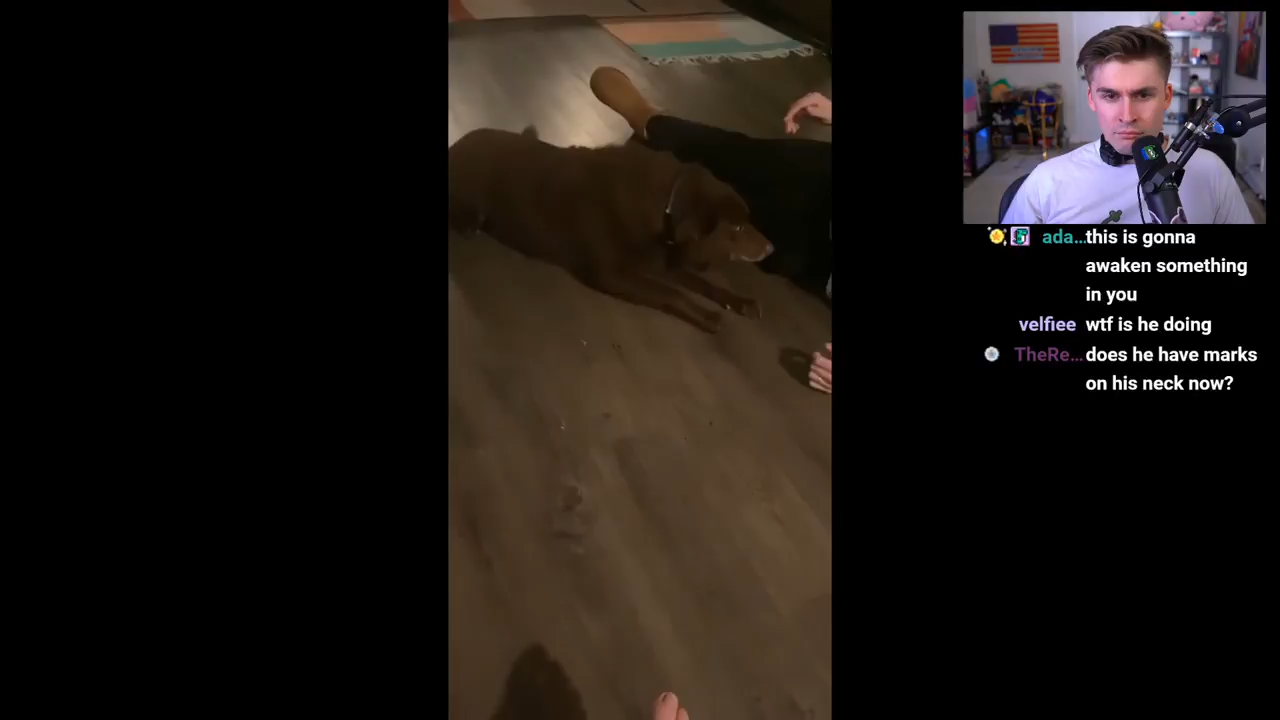 ada...this is gonna
awaken something
in you
velfiee wtf is he doing
TheRe...does he have marks
on his neck now?